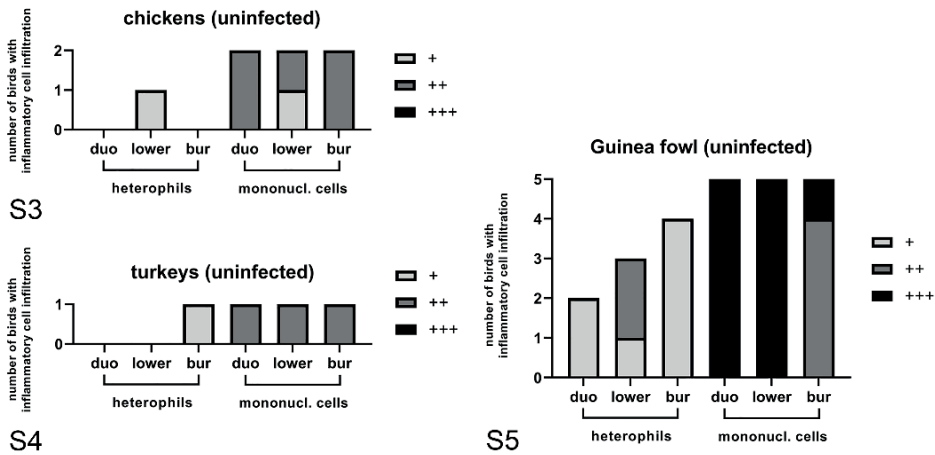 chickens (uninfected)
number of birds with
inflammatory cell infiltration
2
1
0
duo lower bur duo lower bur
heterophils mononucl. cells
+
++
+++
S3
turkeys (uninfected)
number of birds with
inflammatory cell infiltration
1
0
duo lower bur duo lower bur
heterophils mononucl. cells
+
++
+++
S4
Guinea fowl (uninfected)
number of birds with
inflammatory cell infiltration
5
4
3
2
1
0
duo lower bur duo lower bur
heterophils mononucl. cells
+
++
+++
S5